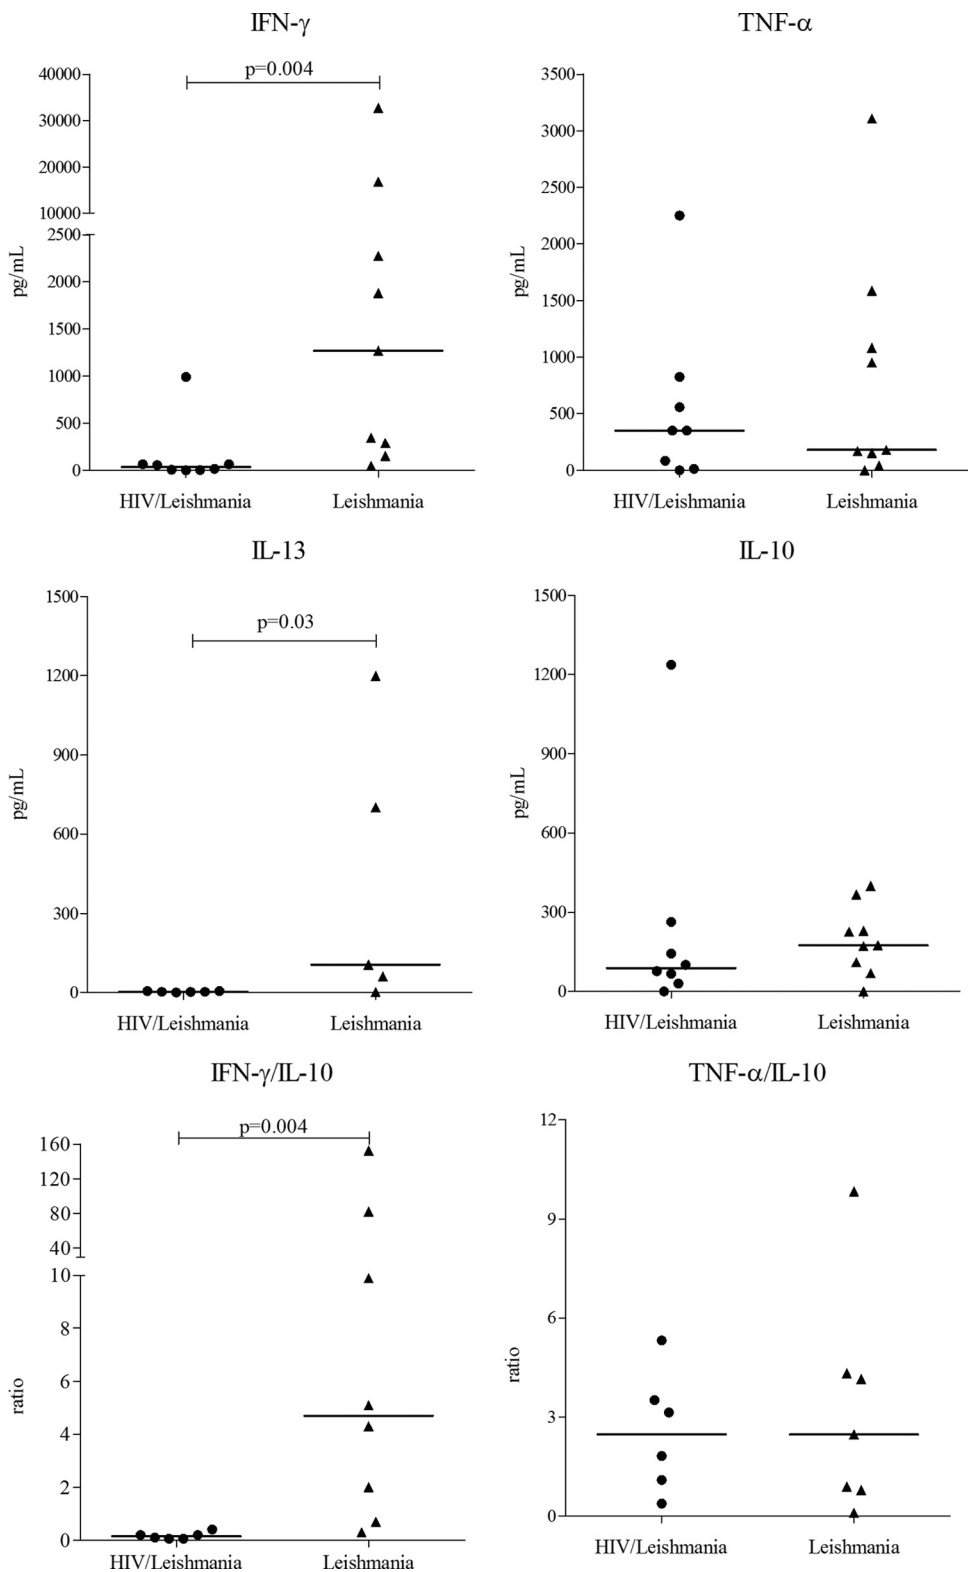 IFN-γ
p=0.004
40000
30000
20000
10000
2500
2000
1500
1000
500
0
pg/mL
HIV/Leishmania Leishmania
TNF-α
3500
3000
2500
2000
1500
1000
500
0
pg/mL
HIV/Leishmania Leishmania
IL-13
p=0.03
1500
1200
900
600
300
0
pg/mL
HIV/Leishmania Leishmania
IL-10
1500
1200
900
600
300
0
pg/mL
HIV/Leishmania Leishmania
IFN-γ/IL-10
p=0.004
160
120
80
40
10
8
6
4
2
0
ratio
HIV/Leishmania Leishmania
TNF-α/IL-10
12
9
6
3
0
ratio
HIV/Leishmania Leishmania